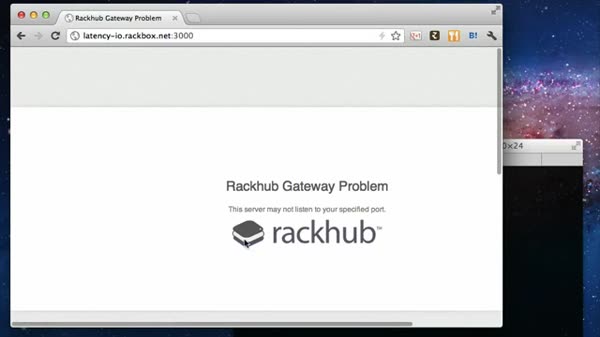 Rackhub Gateway Problem
latency-io.rackbox.net:3000
B!
0×24
Rackhub Gateway Problem
This server may not listen to your specified port.
rackhub™